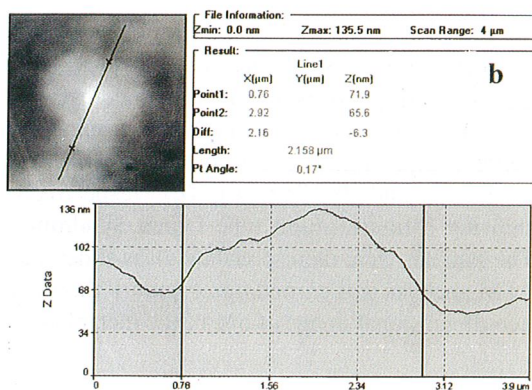 File Information:
Zmin: 0.0 nm Zmax: 135.5 nm Scan Range: 4 µm
Result:
Line1
b
X(µm) Y(µm) Z(nm)
Point1: 0.76 71.9
Point2: 2.92 65.6
Diff: 2.16 -6.3
Length: 2.158 µm
Pt Angle: 0.17°
136 nm
102
68
34
0
Z Data
0 0.78 1.56 2.34 3.12 3.9 µm